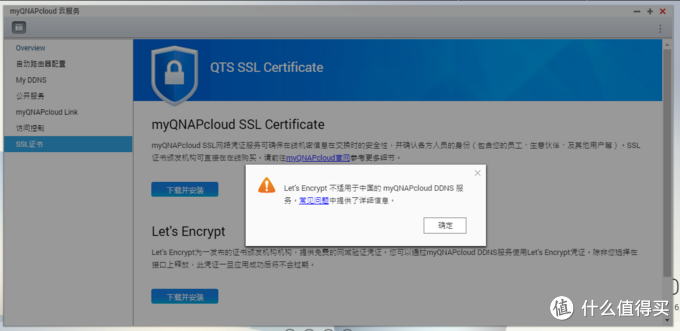 myQNAPcloud 云服务
Overview
自动路由器配置
My DDNS
公开服务
myQNAPcloud Link
访问控制
SSL证书
QTS SSL Certificate
myQNAPcloud SSL Certificate
myQNAPcloud SSL网路凭证服务可确保在线机密信息在交换时的安全性，并确认各方人员的身份（包含您的员工，生意伙伴，及其他用户等）。SSL
证书颁发机构可直接在在线购买。请前往myQNAPcloud官网参考更多细节。
下载并安装
Let's Encrypt 不适用于中国的 myQNAPcloud DDNS 服
务。常见问题中提供了详细信息。
确定
Let's Encrypt
Let's Encrypt为一发布的证书颁发机构机构，提供免费的网域验证凭证。您可以通过myQNAPcloud DDNS服务使用Let's Encrypt凭证。除非您选择在
接口上释放，此凭证一旦应用成功后将不会过期。
下载并安装
值 什么值得买